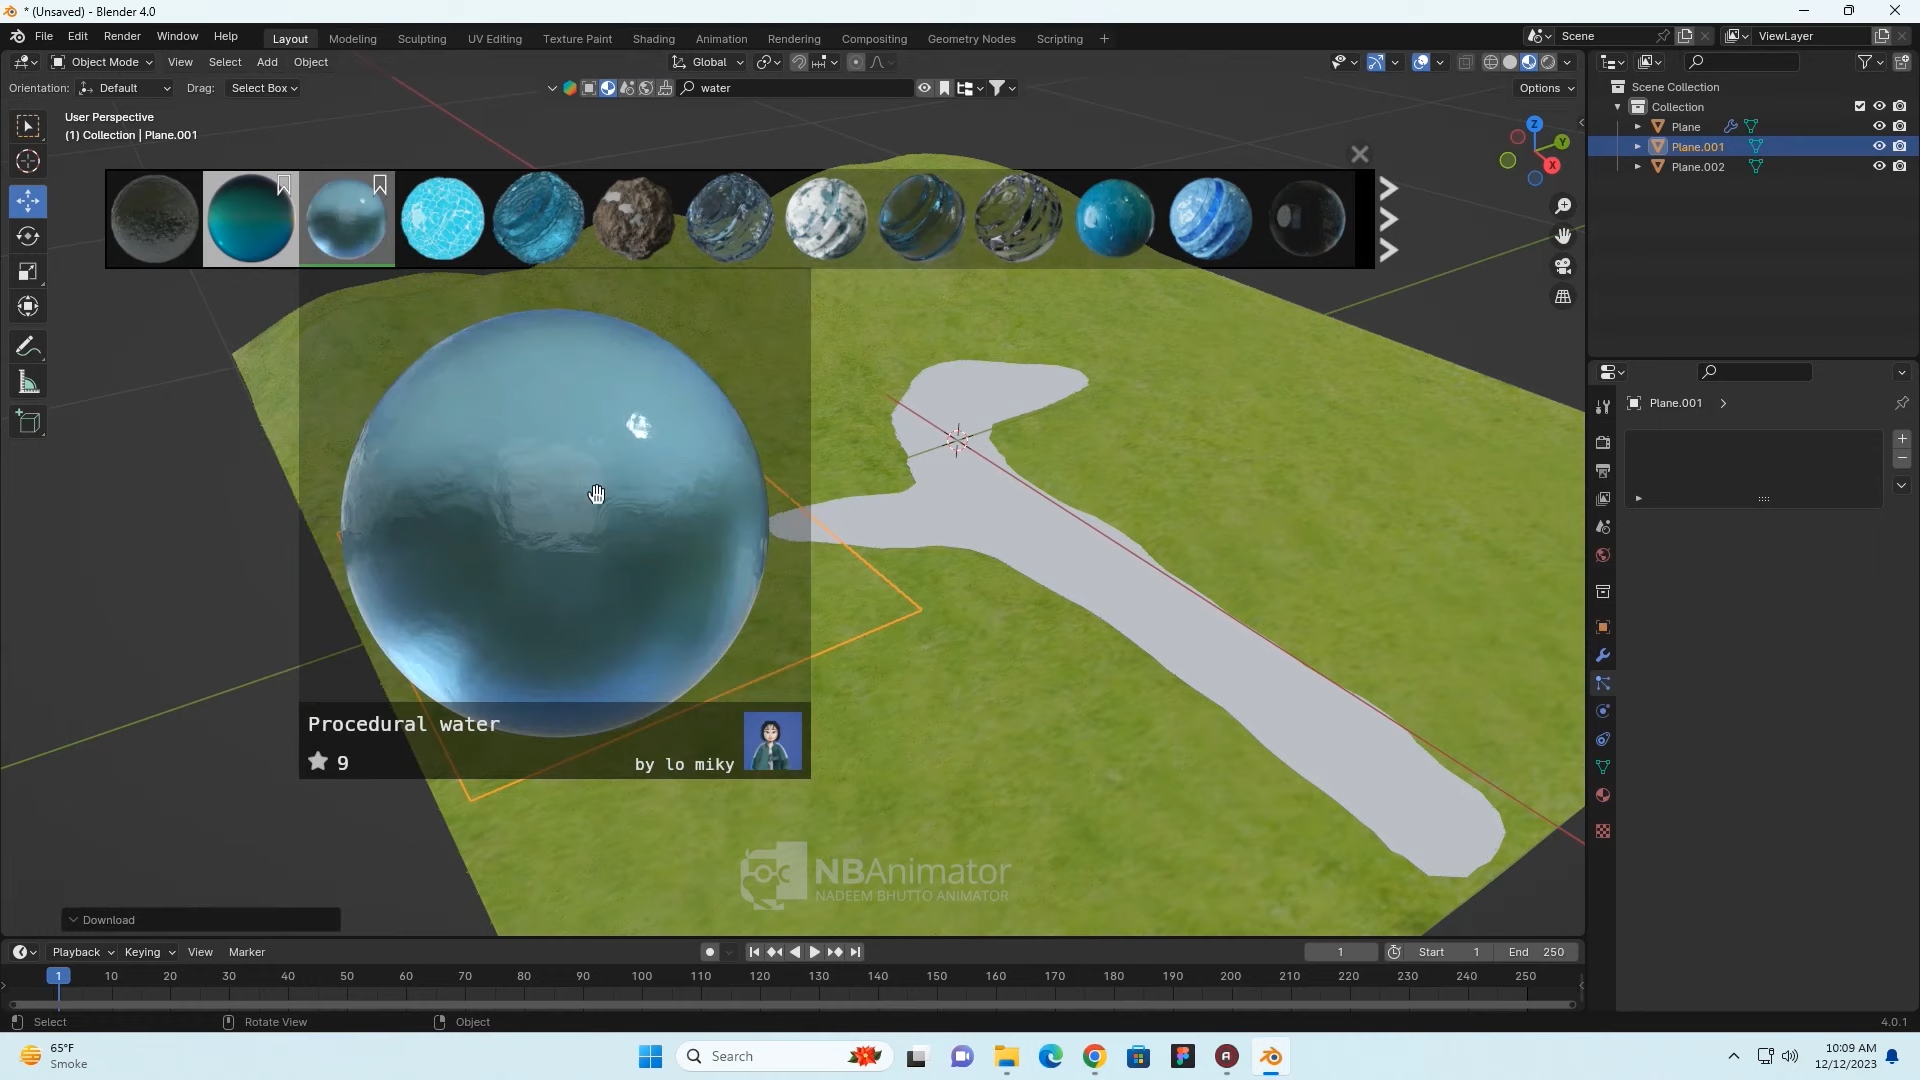 * (Unsaved) - Blender 4.0
File Edit Render Window Help
Layout Modeling Sculpting UV Editing Texture Paint Shading Animation Rendering Compositing Geometry Nodes Scripting +
Scene
ViewLayer
Object Mode View Select Add Object
Global
Orientation: Default Drag: Select Box
water
Options
User Perspective
(1) Collection | Plane.001
Z
Y
X
Scene Collection
Collection
Plane
Plane.001
Plane.002
Plane.001
Procedural water
9
by lo miky
NBAnimator
NADEEM BHUTTO ANIMATOR
Download
Playback Keying View Marker
1
Start 1
End 250
1 10 20 30 40 50 60 70 80 90 100 110 120 130 140 150 160 170 180 190 200 210 220 230 240 250
Select
Rotate View
Object
4.0.1
65°F
Smoke
Search
10:09 AM
12/12/2023